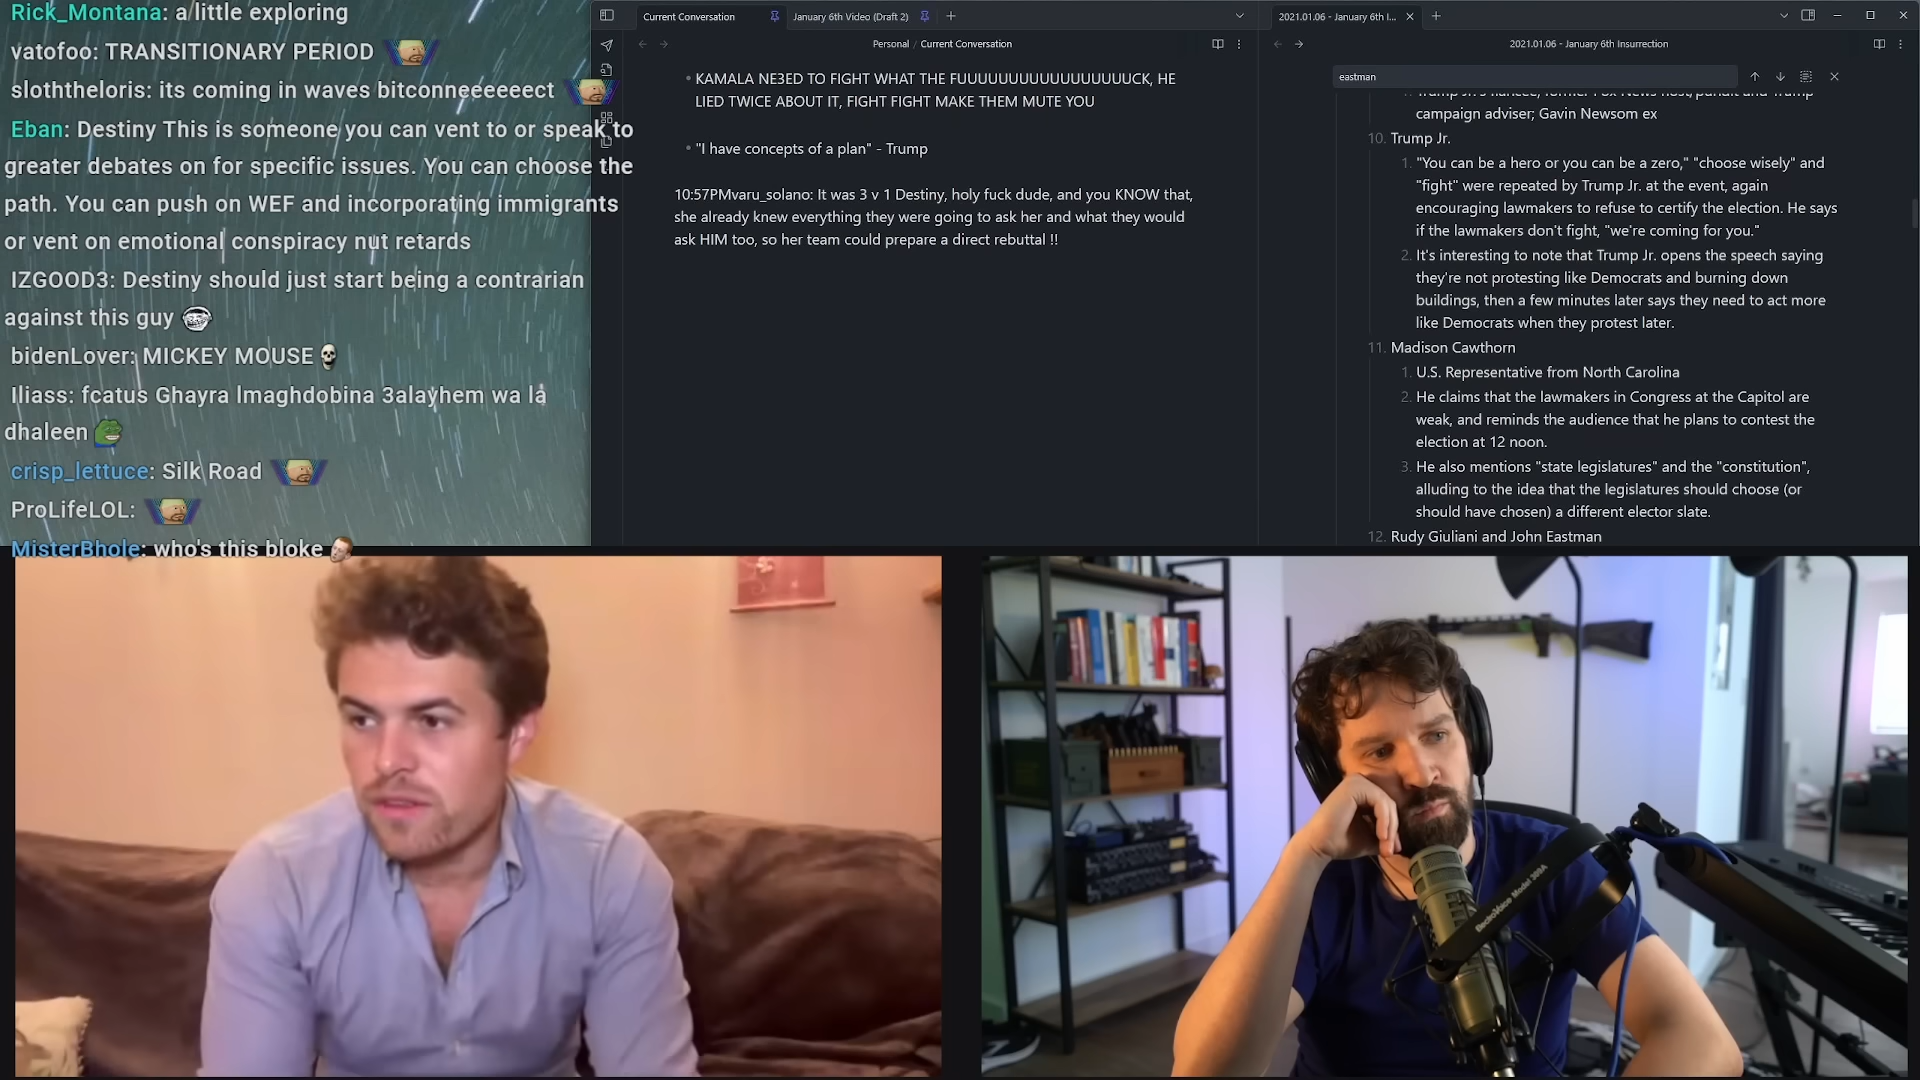 Rick_Montana: a little exploring
vatofoo: TRANSITIONARY PERIOD
sloththeloris: its coming in waves bitconneeeeeect
Eban: Destiny This is someone you can vent to or speak to
greater debates on for specific issues. You can choose the
path. You can push on WEF and incorporating immigrants
or vent on emotional conspiracy nut retards
IZGOOD3: Destiny should just start being a contrarian
against this guy
bidenLover: MICKEY MOUSE
Iliass: fcatus Ghayra lmaghdobina 3alayhem wa la
dhaleen
crisp_lettuce: Silk Road
ProLifeLOL:
MisterBhole: who's this bloke
Current Conversation
January 6th Video (Draft 2)
Personal / Current Conversation
KAMALA NE3ED TO FIGHT WHAT THE FUUUUUUUUUUUUUUUUUCK, HE
LIED TWICE ABOUT IT, FIGHT FIGHT MAKE THEM MUTE YOU
"I have concepts of a plan" - Trump
10:57PMvaru_solano: It was 3 v 1 Destiny, holy fuck dude, and you KNOW that,
she already knew everything they were going to ask her and what they would
ask HIM too, so her team could prepare a direct rebuttal !!
2021.01.06 - January 6th I...
2021.01.06 - January 6th Insurrection
eastman
1. Trump Jr.'s fiancée, former Fox News host, pundit and Trump
campaign adviser; Gavin Newsom ex
10. Trump Jr.
1. "You can be a hero or you can be a zero," "choose wisely" and
"fight" were repeated by Trump Jr. at the event, again
encouraging lawmakers to refuse to certify the election. He says
if the lawmakers don't fight, "we're coming for you."
2. It's interesting to note that Trump Jr. opens the speech saying
they're not protesting like Democrats and burning down
buildings, then a few minutes later says they need to act more
like Democrats when they protest later.
11. Madison Cawthorn
1. U.S. Representative from North Carolina
2. He claims that the lawmakers in Congress at the Capitol are
weak, and reminds the audience that he plans to contest the
election at 12 noon.
3. He also mentions "state legislatures" and the "constitution",
alluding to the idea that the legislatures should choose (or
should have chosen) a different elector slate.
12. Rudy Giuliani and John Eastman